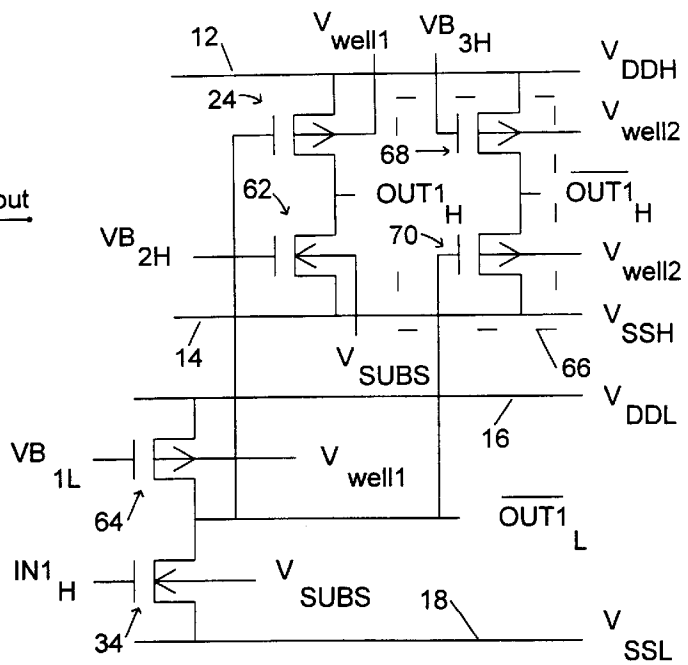 12
V well1
VB 3H
V DDH
24
V well2
68
out
62
OUT1 H
OUT1 H
VB 2H
70
V well2
14
V SUBS
V SSH
66
V DDL
16
VB 1L
V well1
64
OUT1 L
IN1 H
V SUBS
18
34
V SSL